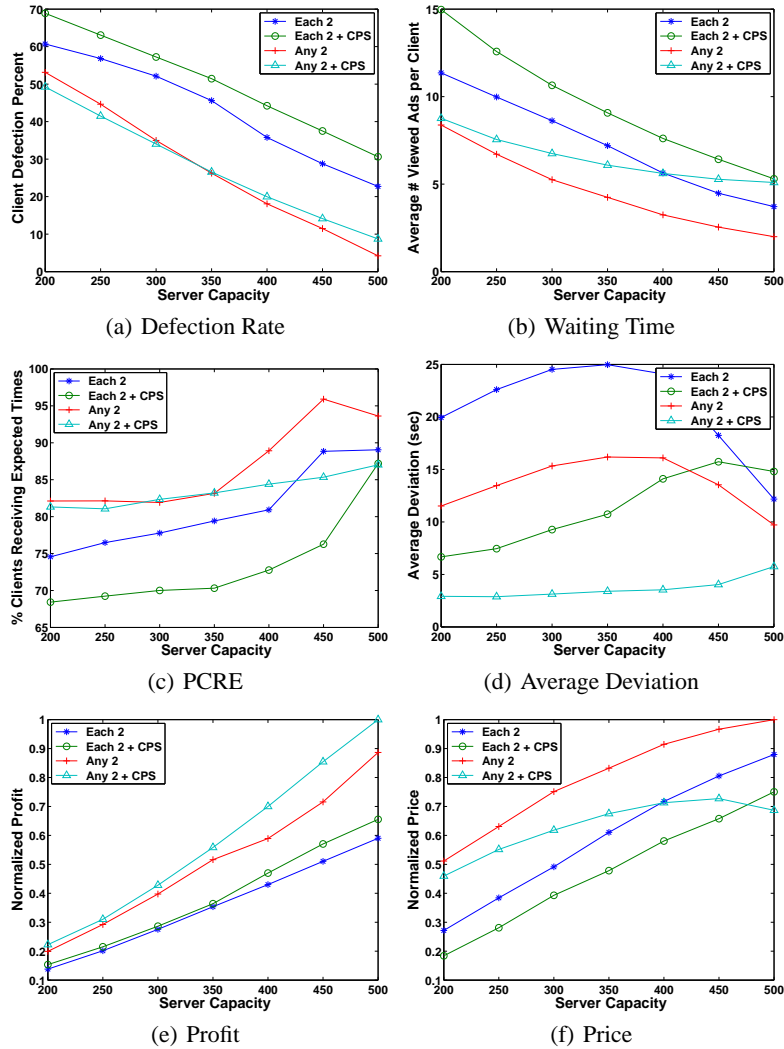 70
60
50
40
30
20
10
0
200 250 300 350 400 450 500
Client Defection Percent
Server Capacity
Each 2
Each 2 + CPS
Any 2
Any 2 + CPS
(a) Defection Rate
15
10
5
0
200 250 300 350 400 450 500
Average # Viewed Ads per Client
Server Capacity
Each 2
Each 2 + CPS
Any 2
Any 2 + CPS
(b) Waiting Time
100
95
90
85
80
75
70
65
200 250 300 350 400 450 500
% Clients Receiving Expected Times
Server Capacity
Each 2
Each 2 + CPS
Any 2
Any 2 + CPS
(c) PCRE
25
20
15
10
5
0
200 250 300 350 400 450 500
Average Deviation (sec)
Server Capacity
Each 2
Each 2 + CPS
Any 2
Any 2 + CPS
(d) Average Deviation
1
0.9
0.8
0.7
0.6
0.5
0.4
0.3
0.2
0.1
200 250 300 350 400 450 500
Normalized Profit
Server Capacity
Each 2
Each 2 + CPS
Any 2
Any 2 + CPS
(e) Profit
1
0.9
0.8
0.7
0.6
0.5
0.4
0.3
0.2
0.1
200 250 300 350 400 450 500
Normalized Price
Server Capacity
Each 2
Each 2 + CPS
Any 2
Any 2 + CPS
(f) Price